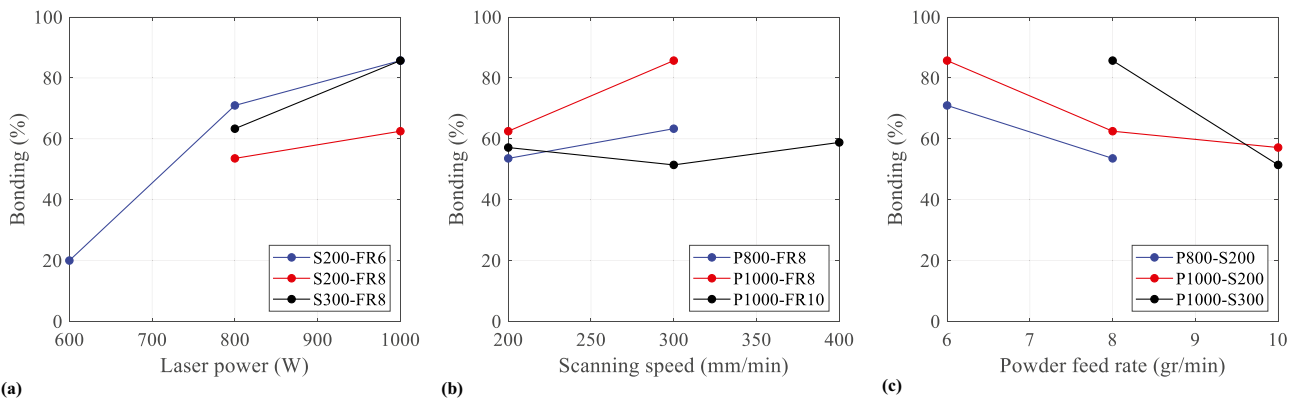 100
80
60
40
20
0
Bonding (%)
600
700
800
900
1000
Laser power (W)
S200-FR6
S200-FR8
S300-FR8
(a)
100
80
60
40
20
0
Bonding (%)
200
250
300
350
400
Scanning speed (mm/min)
P800-FR8
P1000-FR8
P1000-FR10
(b)
100
80
60
40
20
0
Bonding (%)
6
7
8
9
10
Powder feed rate (gr/min)
P800-S200
P1000-S200
P1000-S300
(c)